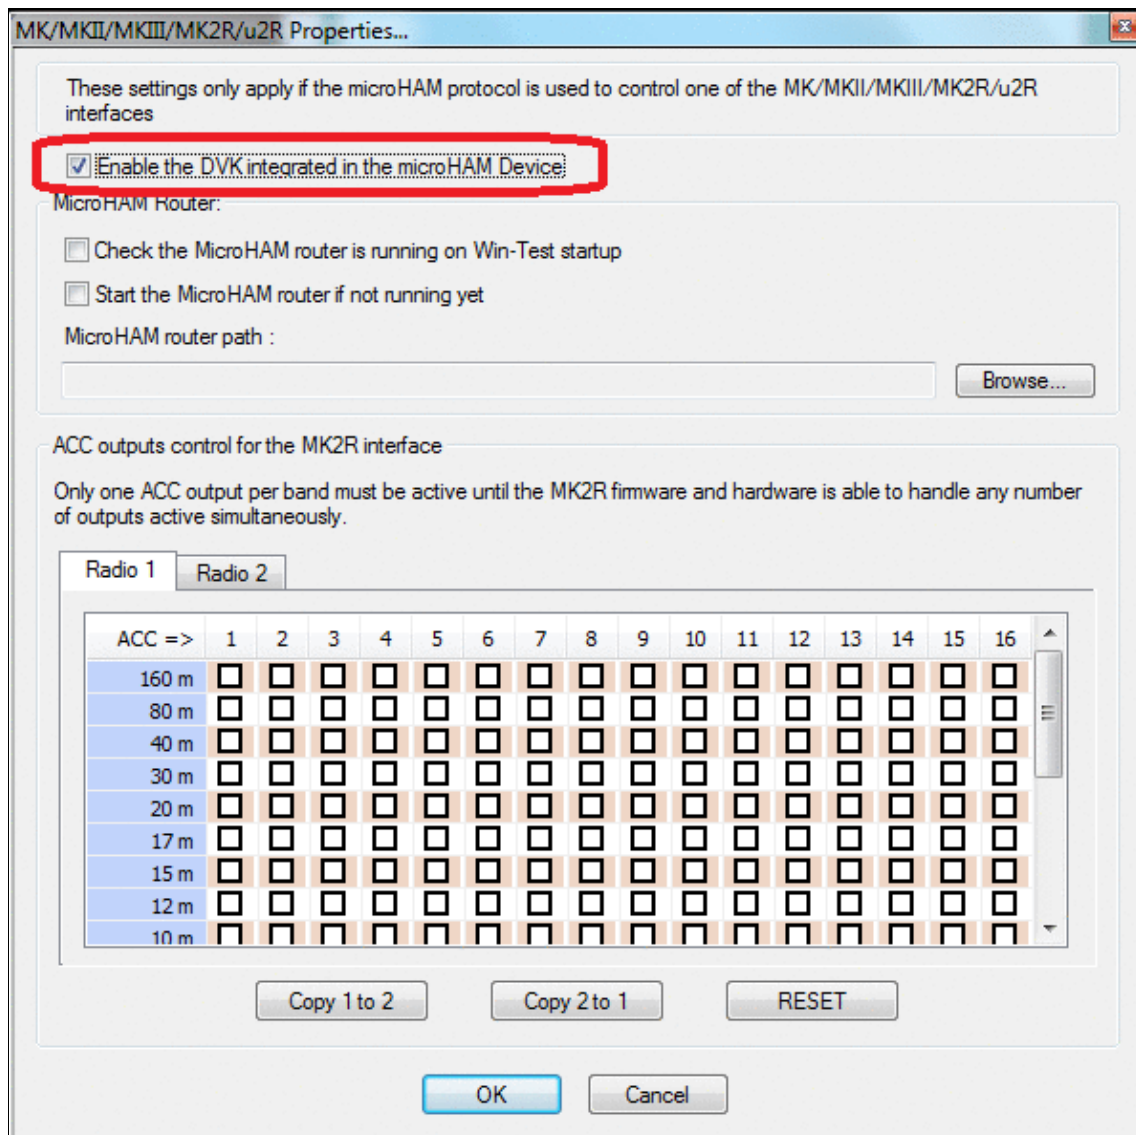 MK/MKII/MKIII/MK2R/u2R Properties...
These settings only apply if the microHAM protocol is used to control one of the MK/MKII/MKIII/MK2R/u2R
interfaces
Enable the DVK integrated in the microHAM Device
MicroHAM Router:
Check the MicroHAM router is running on Win-Test startup
Start the MicroHAM router if not running yet
MicroHAM router path :
Browse...
ACC outputs control for the MK2R interface
Only one ACC output per band must be active until the MK2R firmware and hardware is able to handle any number
of outputs active simultaneously.
Radio 1 Radio 2
ACC => 1 2 3 4 5 6 7 8 9 10 11 12 13 14 15 16
160 m
80 m
40 m
30 m
20 m
17 m
15 m
12 m
10 m
Copy 1 to 2 Copy 2 to 1 RESET
OK Cancel